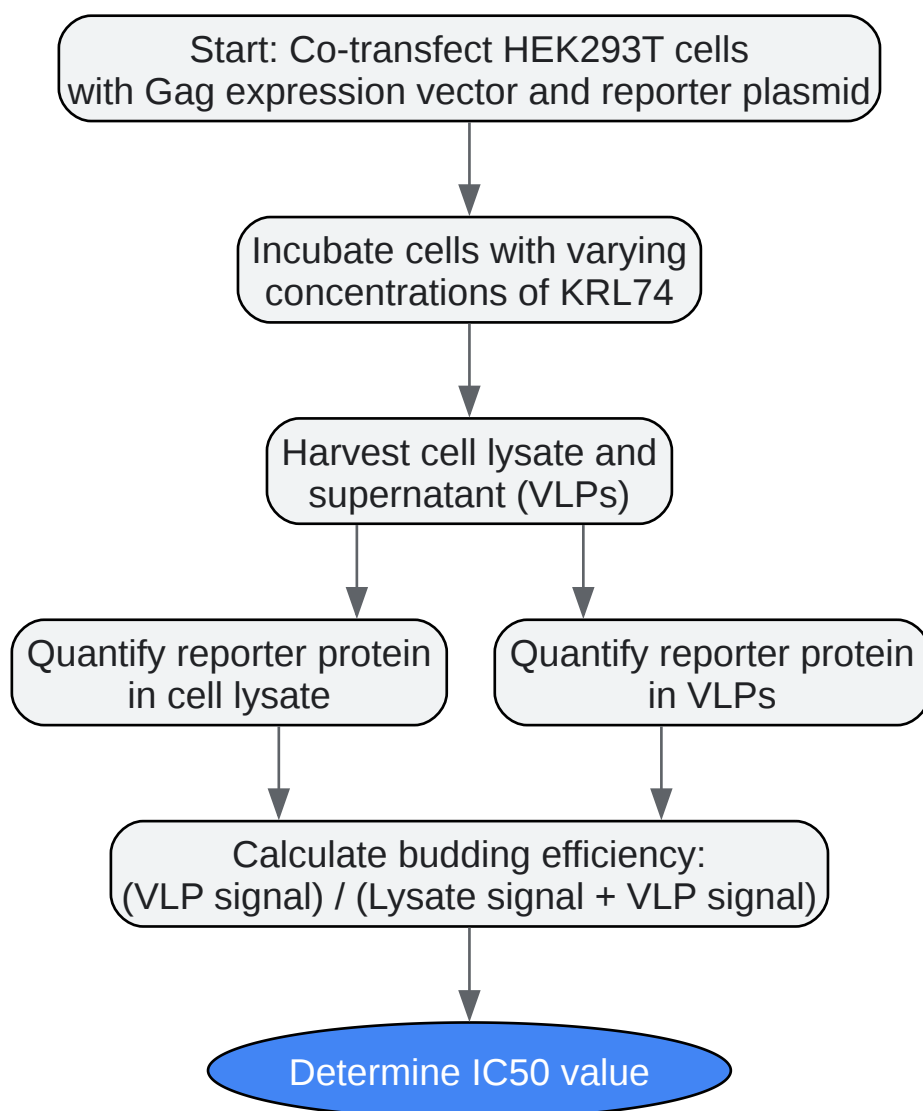 Start: Co-transfect HEK293T cells
with Gag expression vector and reporter plasmid
Incubate cells with varying
concentrations of KRL74
Harvest cell lysate and
supernatant (VLPs)
Quantify reporter protein
in cell lysate
Quantify reporter protein
in VLPs
Calculate budding efficiency:
(VLP signal) / (Lysate signal + VLP signal)
Determine IC50 value